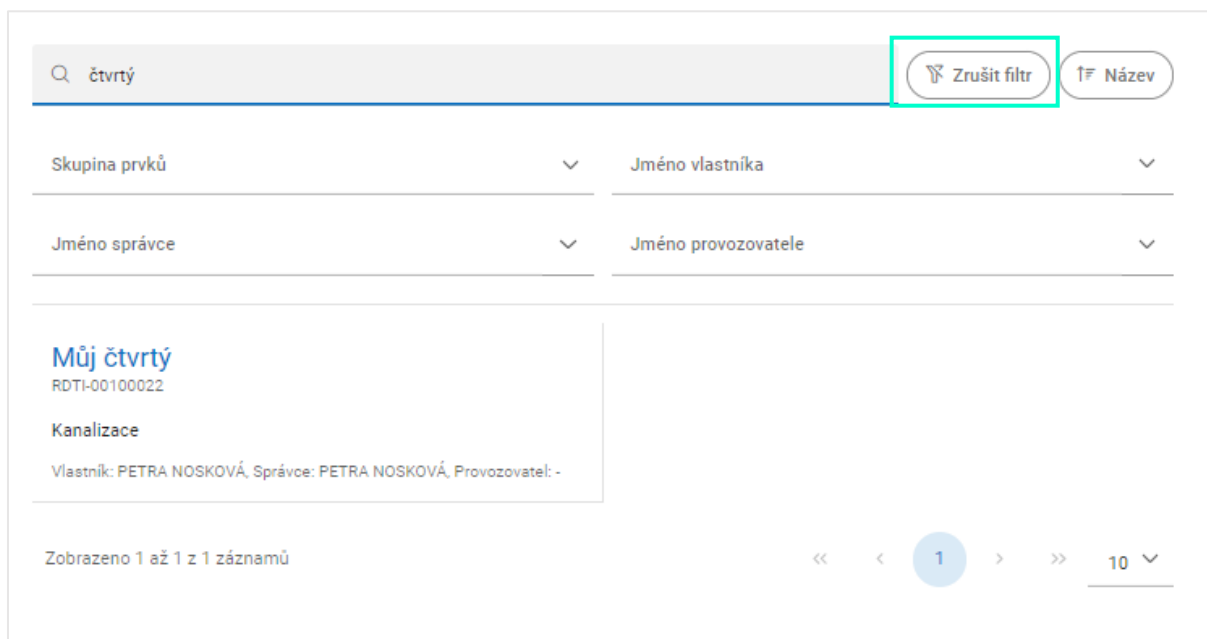 čtvrtý Zrušit filtr Název
Skupina prvků Jméno vlastníka
Jméno správce Jméno provozovatele
Můj čtvrtý
RDTI-00100022
Kanalizace
Vlastník: PETRA NOSKOVÁ, Správce: PETRA NOSKOVÁ, Provozovatel: -
Zobrazeno 1 až 1 z 1 záznamů « ‹ 1 › » 10